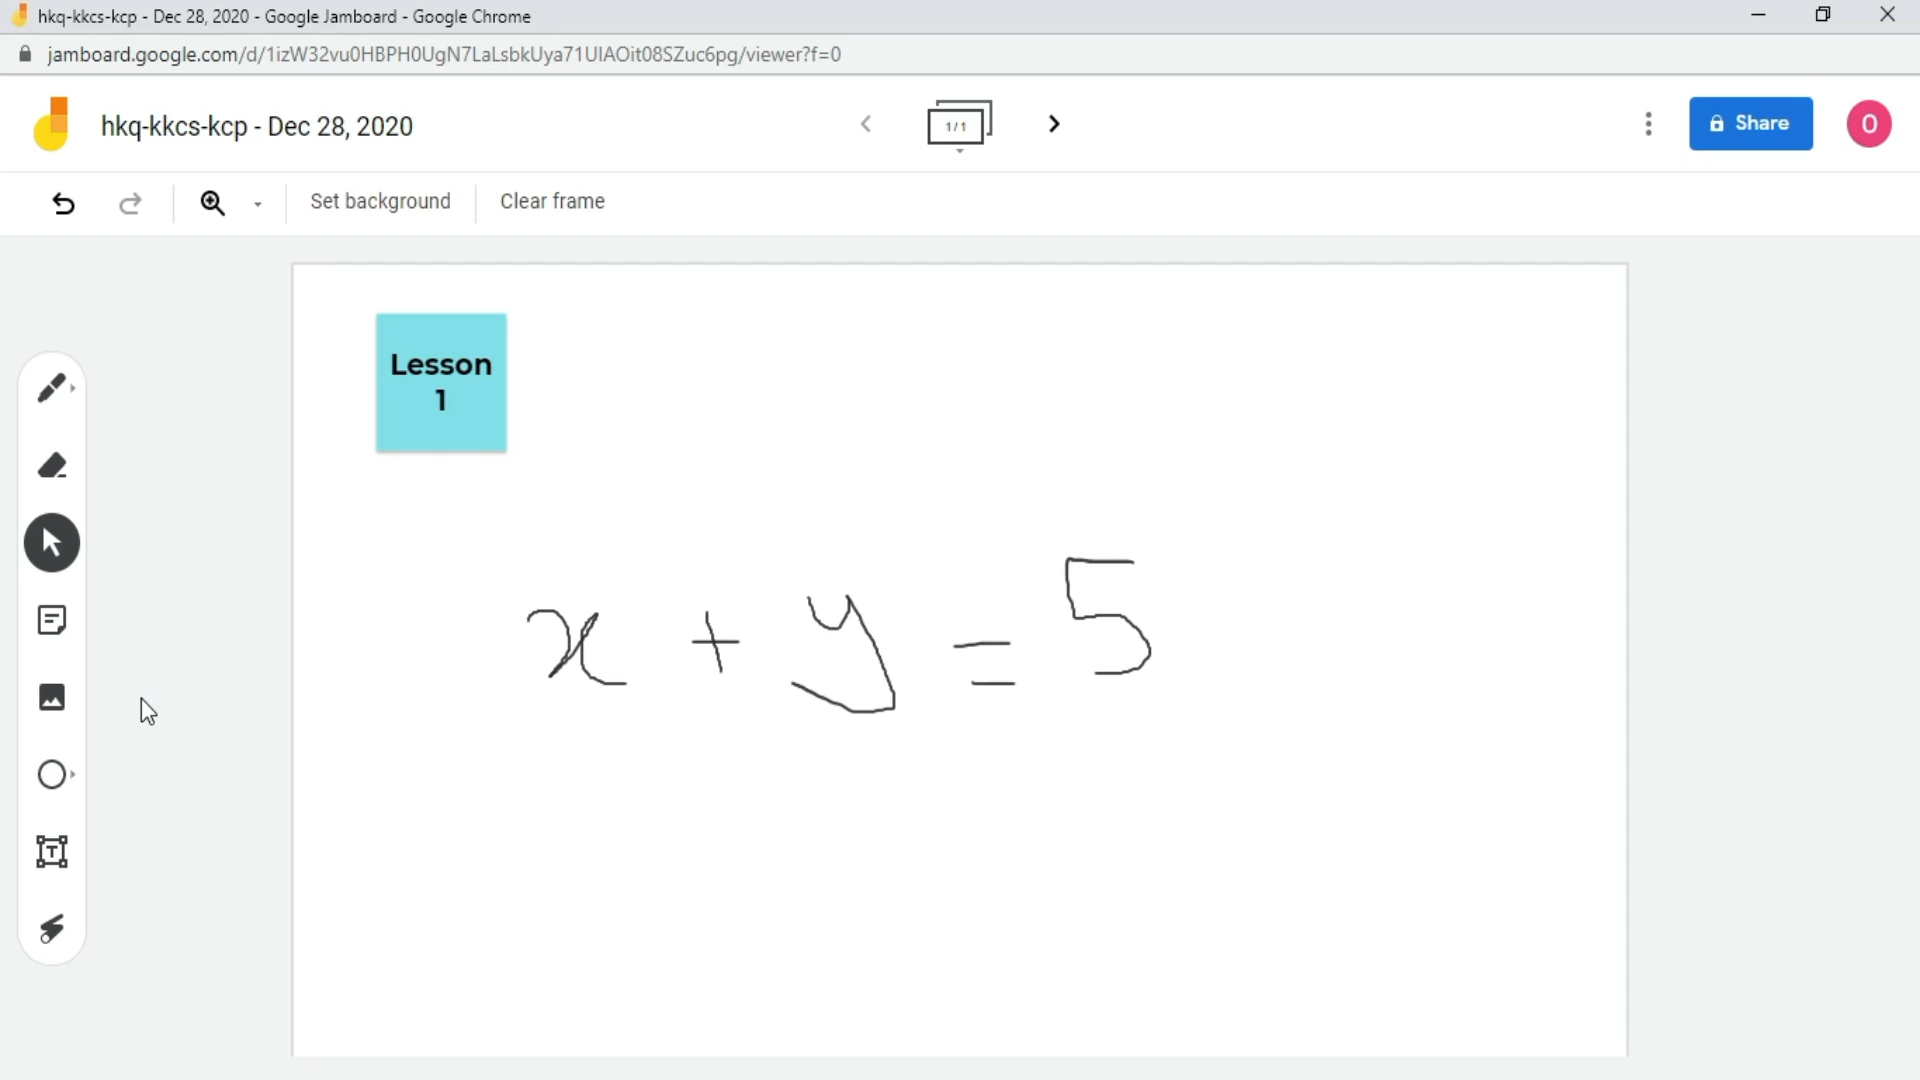 hkq-kkcs-kcp - Dec 28, 2020 - Google Jamboard - Google Chrome
jamboard.google.com/d/1izW32vu0HBPH0UgN7LaLsbkUya71UIAOit08SZuc6pg/viewer?f=0
hkq-kkcs-kcp - Dec 28, 2020
1/1
Share
O
Set background
Clear frame
Lesson
1
x + y = 5
T